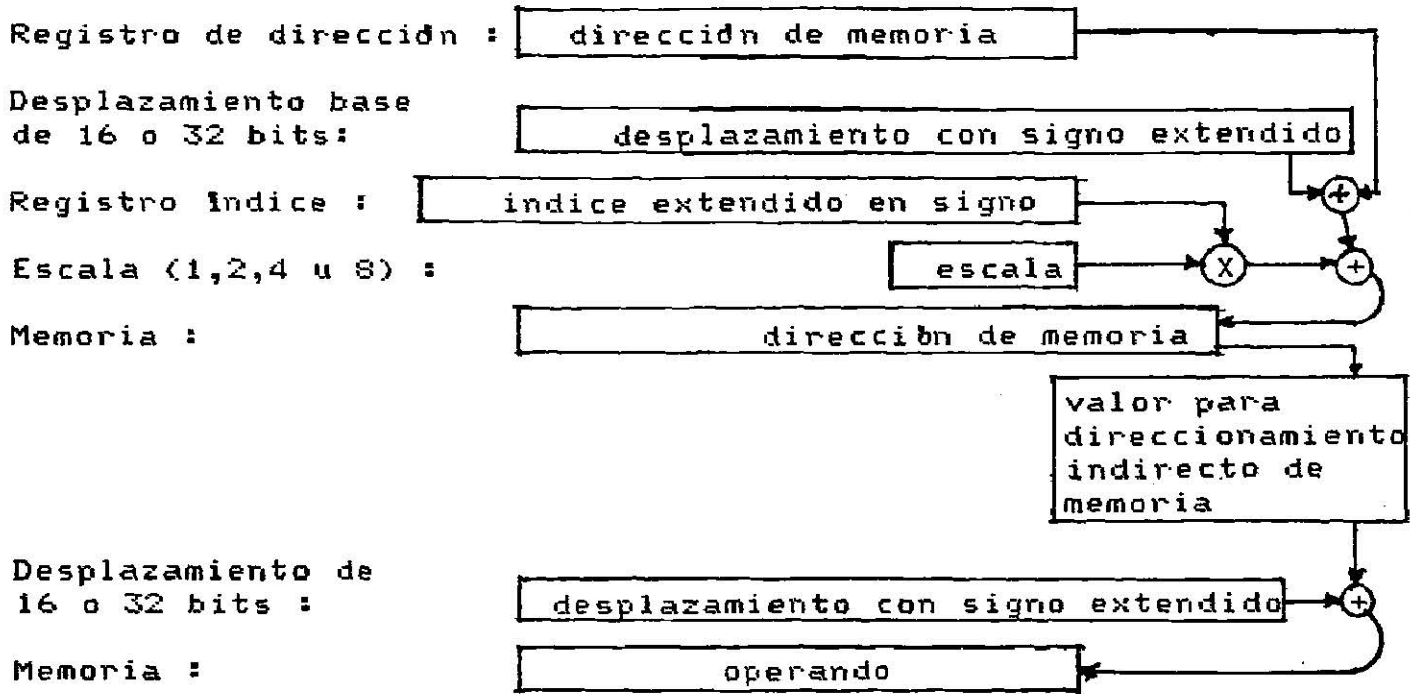 Registro de dirección : dirección de memoria
Desplazamiento base
de 16 o 32 bits: desplazamiento con signo extendido
+
Registro índice : indice extendido en signo
Escala (1,2,4 u 8) : escala X +
Memoria : dirección de memoria
valor para
direccionamiento
indirecto de
memoria
Desplazamiento de
16 o 32 bits : desplazamiento con signo extendido +
Memoria : operando